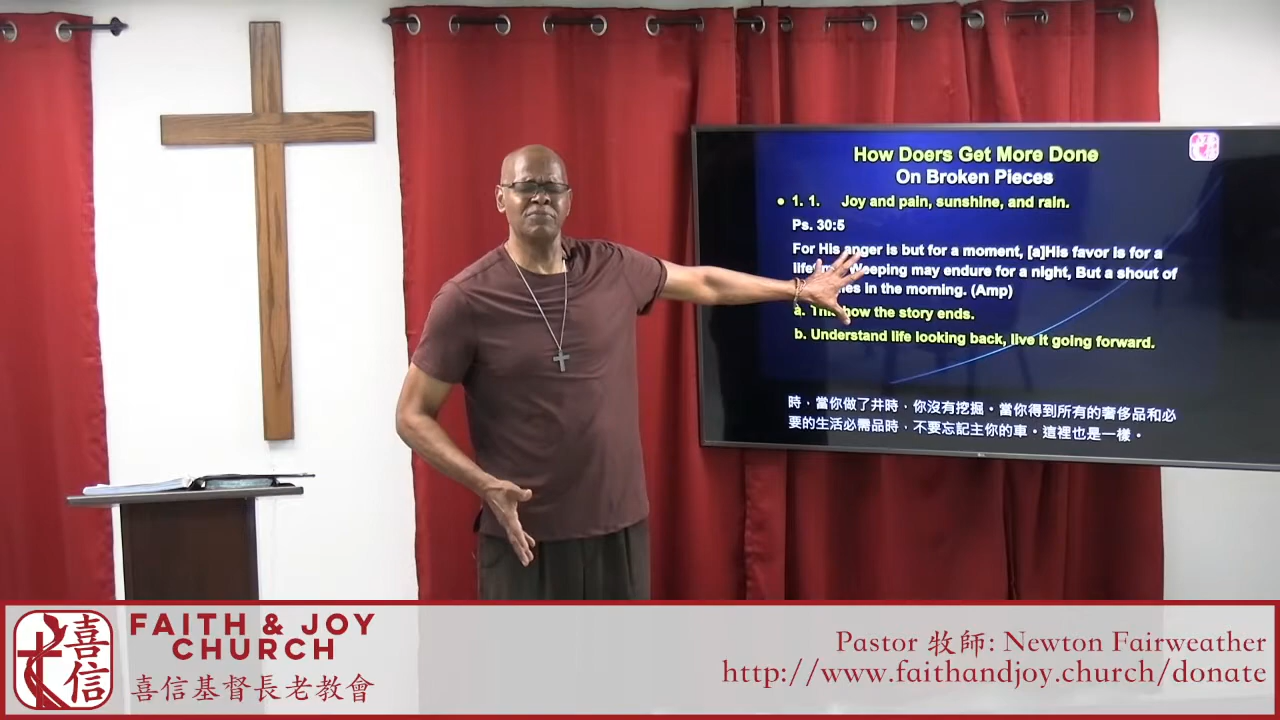 How Doers Get More Done
On Broken Pieces
• 1. 1. Joy and pain, sunshine, and rain.
Ps. 30:5
For His anger is but for a moment, [a]His favor is for a
Weeping may endure for a night, But a shout of
in the morning. (Amp)
a. how the story ends.
b. Understand life looking back, live it going forward.
時，當你做了井時，你沒有挖掘。當你得到所有的奢侈品和必
要的生活必需品時，不要忘記主你的車。這裡也是一樣。
喜信
FAITH & JOY
CHURCH
喜信基督長老教會
Pastor 牧師: Newton Fairweather
http://www.faithandjoy.church/donate